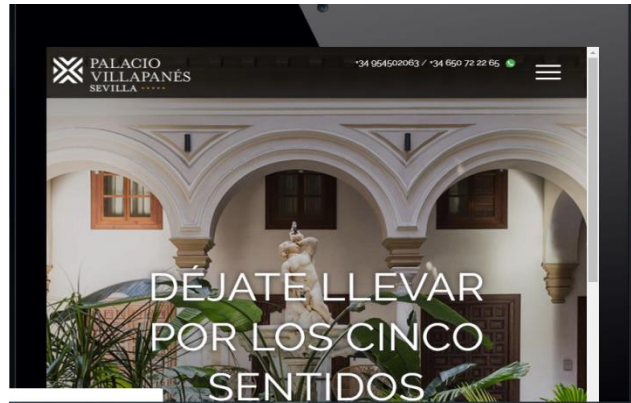 PALACIO
VILLAPANÉS
SEVILLA
+34 954502063 / +34 650 72 22 65
DÉJATE LLEVAR
POR LOS CINCO
SENTIDOS